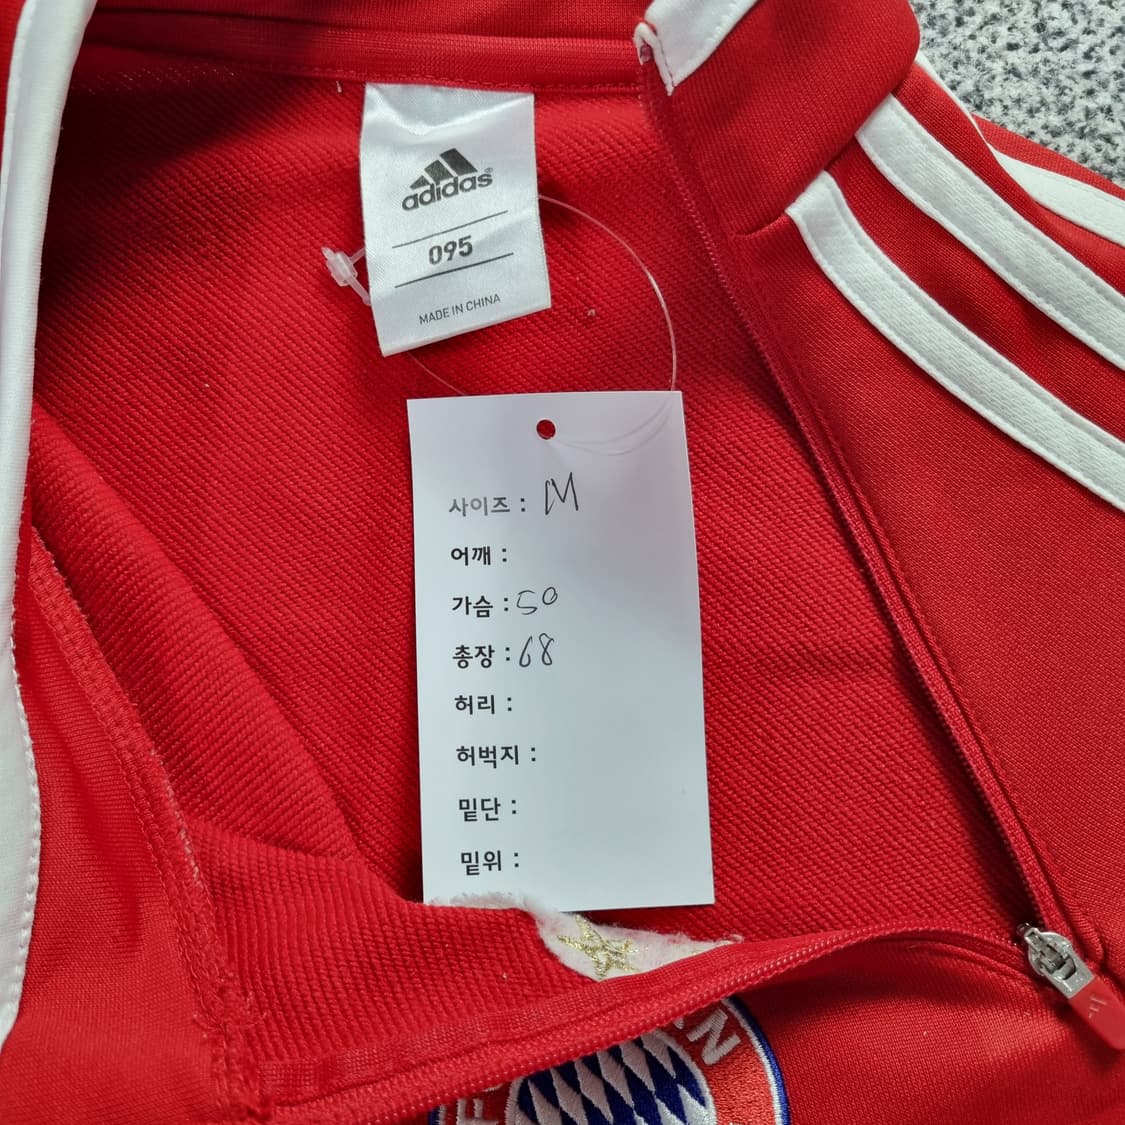 adidas
095
MADE IN CHINA
사이즈 : M
어깨 :
가슴 : 50
총장 : 68
허리 :
허벅지 :
밑단 :
밑위 :